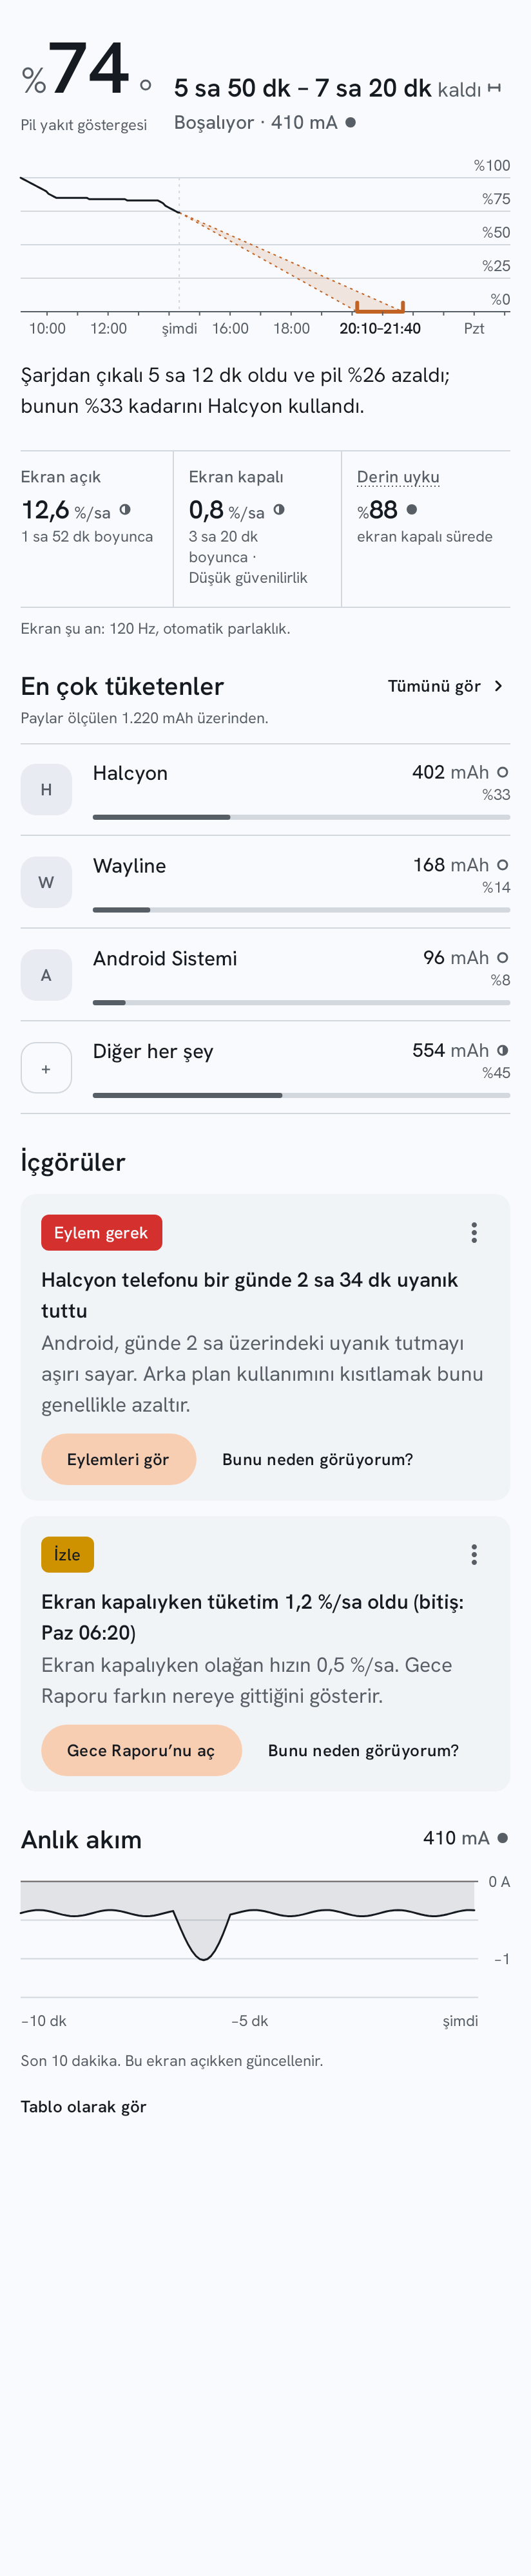 %74
Pil yakıt göstergesi
5 sa 50 dk – 7 sa 20 dk kaldı
Boşalıyor · 410 mA
%100
%75
%50
%25
%0
10:00 12:00 şimdi 16:00 18:00 20:10–21:40 Pzt
Şarjdan çıkalı 5 sa 12 dk oldu ve pil %26 azaldı;
bunun %33 kadarını Halcyon kullandı.
Ekran açık
12,6 %/sa
1 sa 52 dk boyunca
Ekran kapalı
0,8 %/sa
3 sa 20 dk
boyunca ·
Düşük güvenilirlik
Derin uyku
%88
ekran kapalı sürede
Ekran şu an: 120 Hz, otomatik parlaklık.
En çok tüketenler
Tümünü gör
Paylar ölçülen 1.220 mAh üzerinden.
H
Halcyon
402 mAh
%33
W
Wayline
168 mAh
%14
A
Android Sistemi
96 mAh
%8
+
Diğer her şey
554 mAh
%45
İçgörüler
Eylem gerek
Halcyon telefonu bir günde 2 sa 34 dk uyanık
tuttu
Android, günde 2 sa üzerindeki uyanık tutmayı
aşırı sayar. Arka plan kullanımını kısıtlamak bunu
genellikle azaltır.
Eylemleri gör
Bunu neden görüyorum?
İzle
Ekran kapalıyken tüketim 1,2 %/sa oldu (bitiş:
Paz 06:20)
Ekran kapalıyken olağan hızın 0,5 %/sa. Gece
Raporu farkın nereye gittiğini gösterir.
Gece Raporu’nu aç
Bunu neden görüyorum?
Anlık akım
410 mA
0 A
−1
−10 dk
−5 dk
şimdi
Son 10 dakika. Bu ekran açıkken güncellenir.
Tablo olarak gör